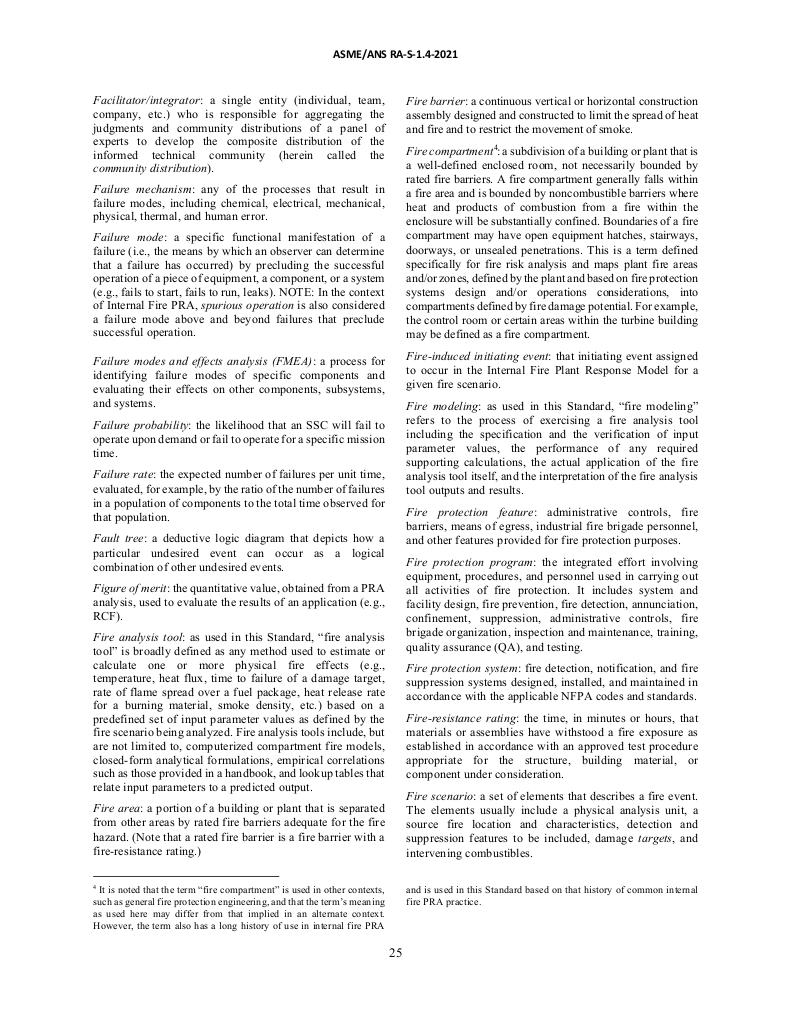 ASME/ANS RA-S-1.4-2021
Facilitator/integrator: a single entity (individual, team,
company, etc.) who is responsible for aggregating the
judgments and community distributions of a panel of
experts to develop the composite distribution of the
informed technical community (herein called the
community distribution).
Failure mechanism: any of the processes that result in
failure modes, including chemical, electrical, mechanical,
physical, thermal, and human error.
Failure mode: a specific functional manifestation of a
failure (i.e., the means by which an observer can determine
that a failure has occurred) by precluding the successful
operation of a piece of equipment, a component, or a system
(e.g., fails to start, fails to run, leaks). NOTE: In the context
of Internal Fire PRA, spurious operation is also considered
a failure mode above and beyond failures that preclude
successful operation.
Failure modes and effects analysis (FMEA): a process for
identifying failure modes of specific components and
evaluating their effects on other components, subsystems,
and systems.
Failure probability: the likelihood that an SSC will fail to
operate upon demand or fail to operate for a specific mission
time.
Failure rate: the expected number of failures per unit time,
evaluated, for example, by the ratio of the number of failures
in a population of components to the total time observed for
that population.
Fault tree: a deductive logic diagram that depicts how a
particular undesired event can occur as a logical
combination of other undesired events.
Figure of merit: the quantitative value, obtained from a PRA
analysis, used to evaluate the results of an application (e.g.,
RCF).
Fire analysis tool: as used in this Standard, “fire analysis
tool” is broadly defined as any method used to estimate or
calculate one or more physical fire effects (e.g.,
temperature, heat flux, time to failure of a damage target,
rate of flame spread over a fuel package, heat release rate
for a burning material, smoke density, etc.) based on a
predefined set of input parameter values as defined by the
fire scenario being analyzed. Fire analysis tools include, but
are not limited to, computerized compartment fire models,
closed-form analytical formulations, empirical correlations
such as those provided in a handbook, and lookup tables that
relate input parameters to a predicted output.
Fire area: a portion of a building or plant that is separated
from other areas by rated fire barriers adequate for the fire
hazard. (Note that a rated fire barrier is a fire barrier with a
fire-resistance rating.)
Fire barrier: a continuous vertical or horizontal construction
assembly designed and constructed to limit the spread of heat
and fire and to restrict the movement of smoke.
Fire compartment⁴: a subdivision of a building or plant that is
a well-defined enclosed room, not necessarily bounded by
rated fire barriers. A fire compartment generally falls within
a fire area and is bounded by noncombustible barriers where
heat and products of combustion from a fire within the
enclosure will be substantially confined. Boundaries of a fire
compartment may have open equipment hatches, stairways,
doorways, or unsealed penetrations. This is a term defined
specifically for fire risk analysis and maps plant fire areas
and/or zones, defined by the plant and based on fire protection
systems design and/or operations considerations, into
compartments defined by fire damage potential. For example,
the control room or certain areas within the turbine building
may be defined as a fire compartment.
Fire-induced initiating event: that initiating event assigned
to occur in the Internal Fire Plant Response Model for a
given fire scenario.
Fire modeling: as used in this Standard, “fire modeling”
refers to the process of exercising a fire analysis tool
including the specification and the verification of input
parameter values, the performance of any required
supporting calculations, the actual application of the fire
analysis tool itself, and the interpretation of the fire analysis
tool outputs and results.
Fire protection feature: administrative controls, fire
barriers, means of egress, industrial fire brigade personnel,
and other features provided for fire protection purposes.
Fire protection program: the integrated effort involving
equipment, procedures, and personnel used in carrying out
all activities of fire protection. It includes system and
facility design, fire prevention, fire detection, annunciation,
confinement, suppression, administrative controls, fire
brigade organization, inspection and maintenance, training,
quality assurance (QA), and testing.
Fire protection system: fire detection, notification, and fire
suppression systems designed, installed, and maintained in
accordance with the applicable NFPA codes and standards.
Fire-resistance rating: the time, in minutes or hours, that
materials or assemblies have withstood a fire exposure as
established in accordance with an approved test procedure
appropriate for the structure, building material, or
component under consideration.
Fire scenario: a set of elements that describes a fire event.
The elements usually include a physical analysis unit, a
source fire location and characteristics, detection and
suppression features to be included, damage targets, and
intervening combustibles.
⁴ It is noted that the term “fire compartment” is used in other contexts,
such as general fire protection engineering, and that the term’s meaning
as used here may differ from that implied in an alternate context.
However, the term also has a long history of use in internal fire PRA
and is used in this Standard based on that history of common internal
fire PRA practice.
25